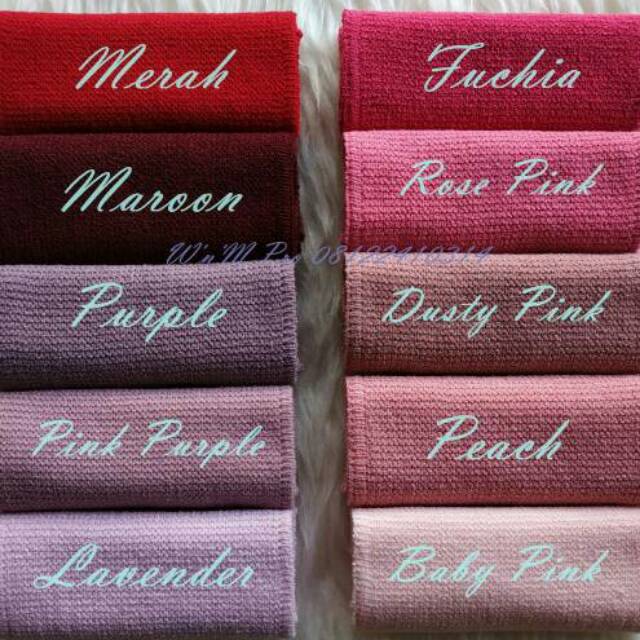 Merah
Fuchia
Maroon
Rose Pink
Purple
Dusty Pink
Pink Purple
Peach
Lavender
Baby Pink